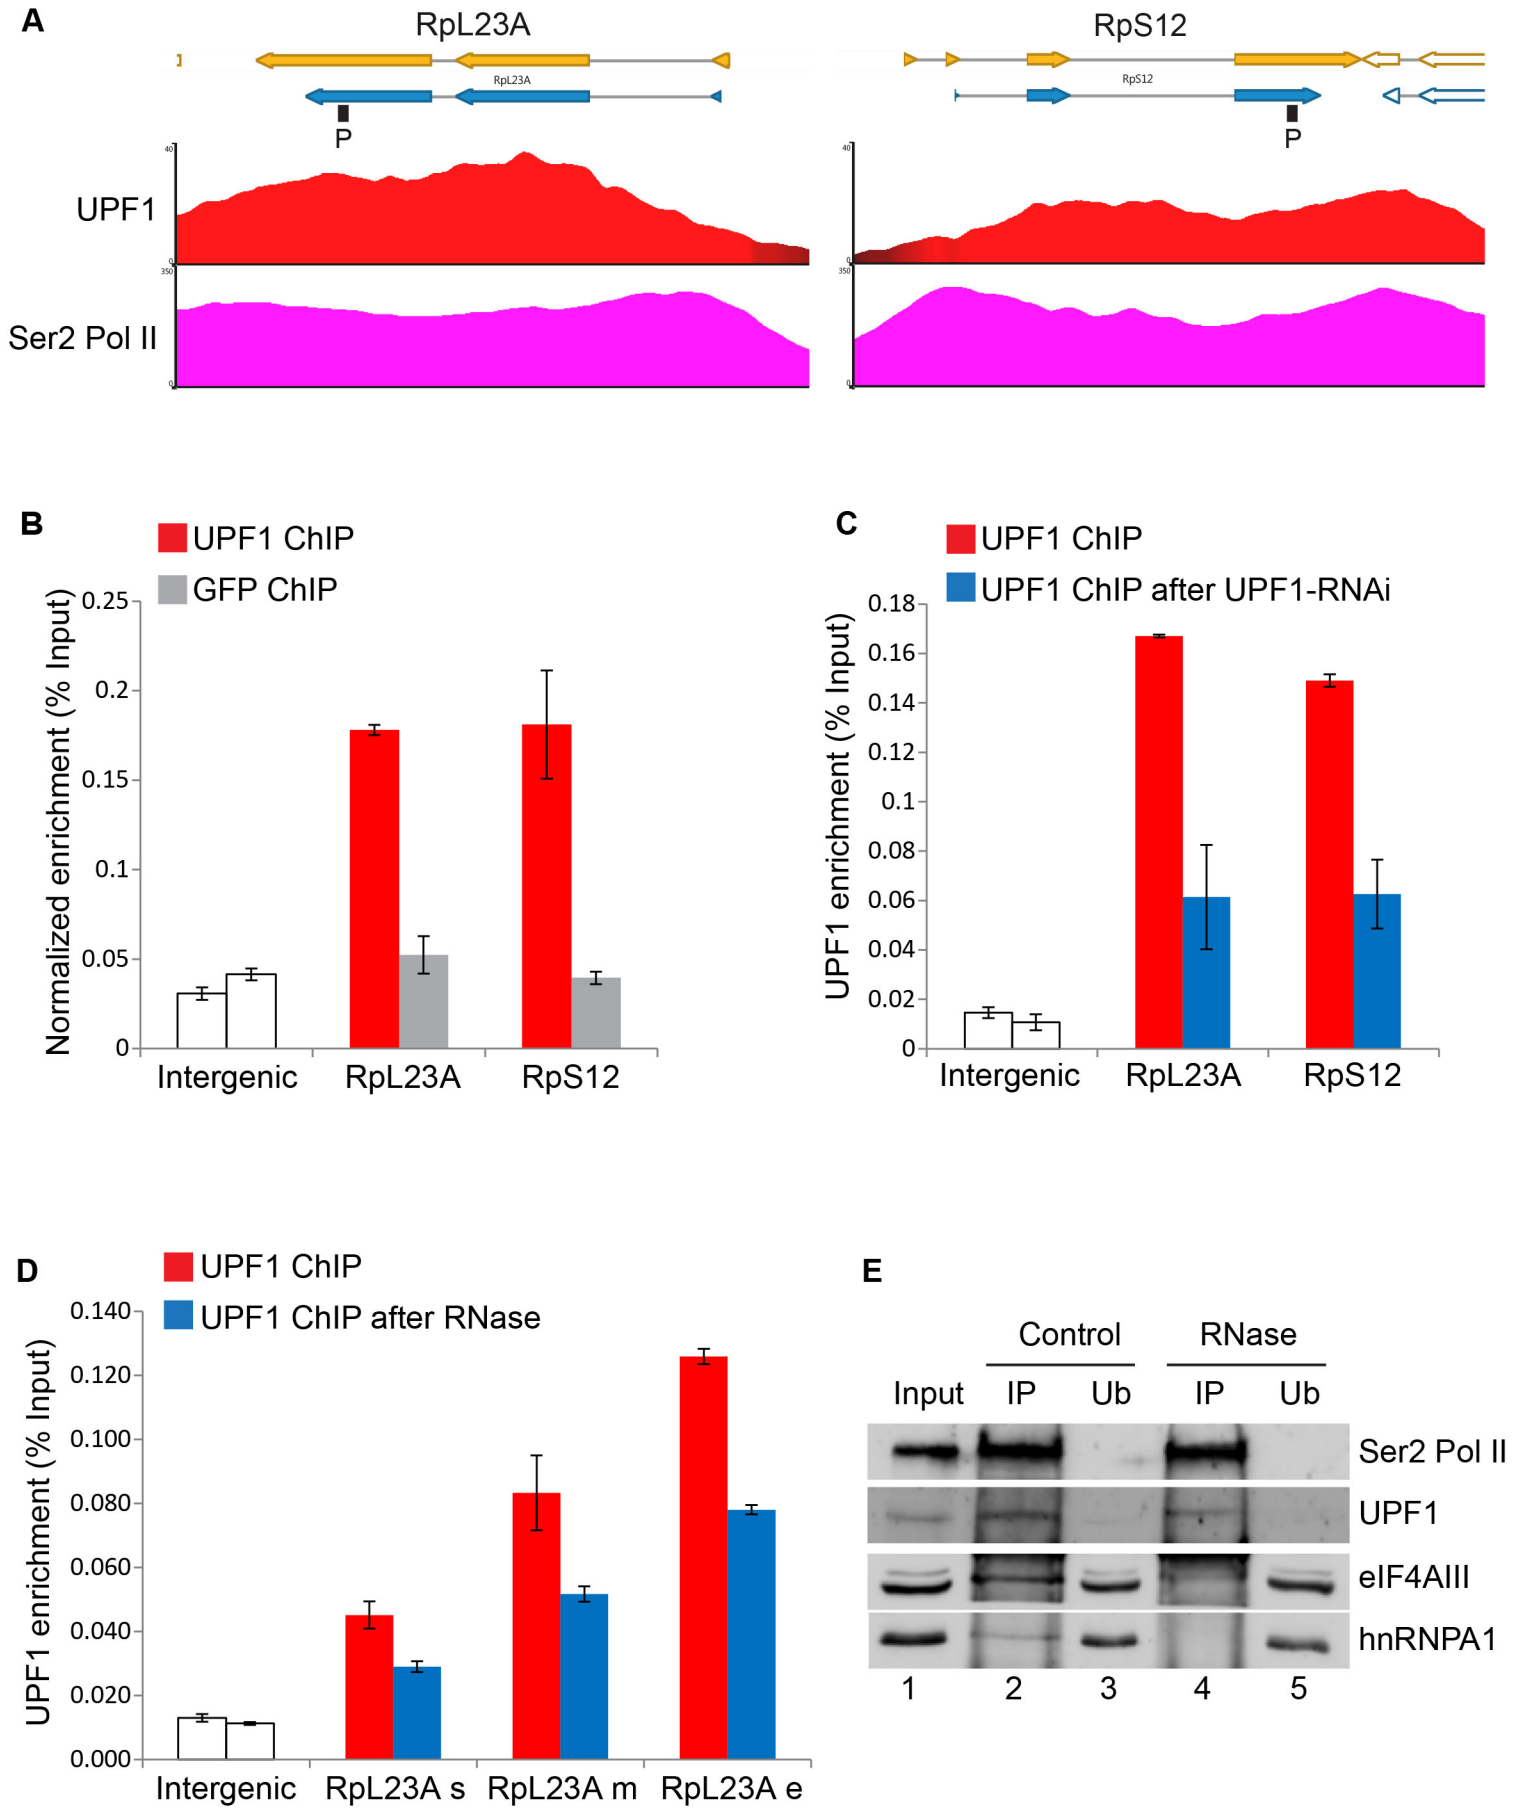 A
RpL23A
RpS12
RpL23A
RpS12
P
P
40
0
UPF1
40
0
350
0
Ser2 Pol II
350
0
B
UPF1 ChIP
GFP ChIP
Normalized enrichment (% Input)
0.25
0.2
0.15
0.1
0.05
0
Intergenic
RpL23A
RpS12
C
UPF1 ChIP
UPF1 ChIP after UPF1-RNAi
UPF1 enrichment (% Input)
0.18
0.16
0.14
0.12
0.1
0.08
0.06
0.04
0.02
0
Intergenic
RpL23A
RpS12
D
UPF1 ChIP
UPF1 ChIP after RNase
UPF1 enrichment (% Input)
0.140
0.120
0.100
0.080
0.060
0.040
0.020
0.000
Intergenic
RpL23A s
RpL23A m
RpL23A e
E
Control
RNase
Input
IP
Ub
IP
Ub
Ser2 Pol II
UPF1
eIF4AIII
hnRNPA1
1
2
3
4
5